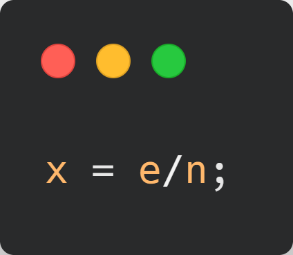 x = e/n;